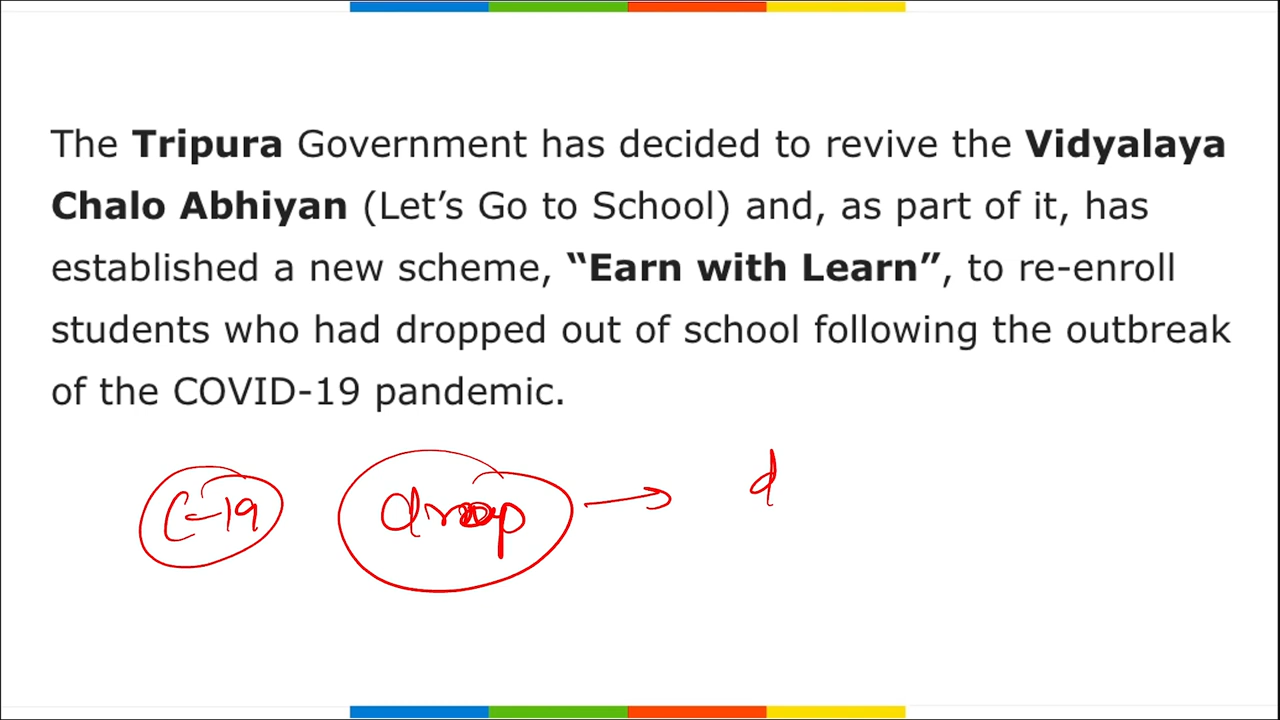 The Tripura Government has decided to revive the Vidyalaya
Chalo Abhiyan (Let’s Go to School) and, as part of it, has
established a new scheme, “Earn with Learn”, to re-enroll
students who had dropped out of school following the outbreak
of the COVID-19 pandemic.
C-19 drop → d